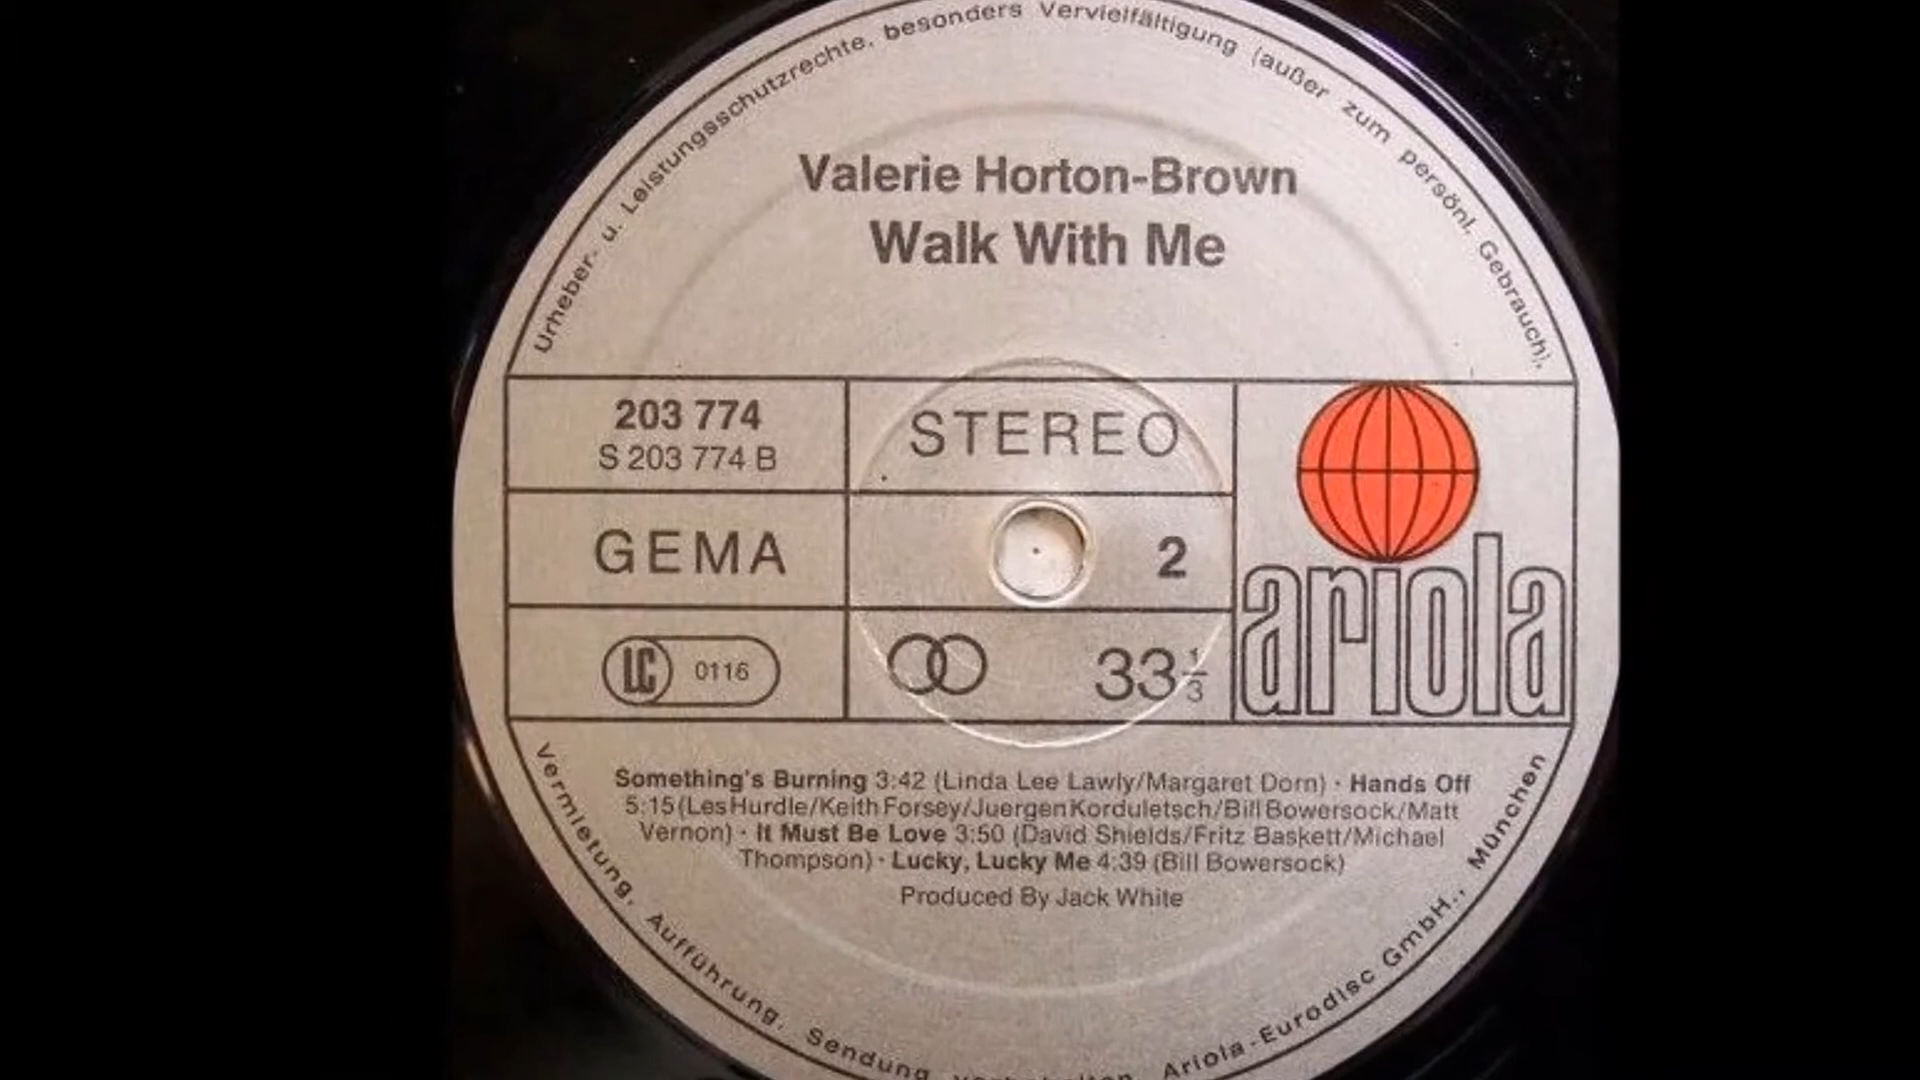 Urheber- u. Leistungsschutzrechte, besonders Vervielfältigung (außer zum persönl. Gebrauch),
Valerie Horton-Brown
Walk With Me
203 774
S 203 774 B
STEREO
GEMA
2
LC 0116
33 1/3
ariola
Something's Burning 3:42 (Linda Lee Lawly/Margaret Dorn) · Hands Off
5:15 (Les Hurdle/Keith Forsey/Juergen Korduletsch/Bill Bowersock/Matt
Vernon) · It Must Be Love 3:50 (David Shields/Fritz Baskett/Michael
Thompson) · Lucky, Lucky Me 4:39 (Bill Bowersock)
Produced By Jack White
Vermietung, Aufführung, Sendung Ariola-Eurodisc GmbH., München